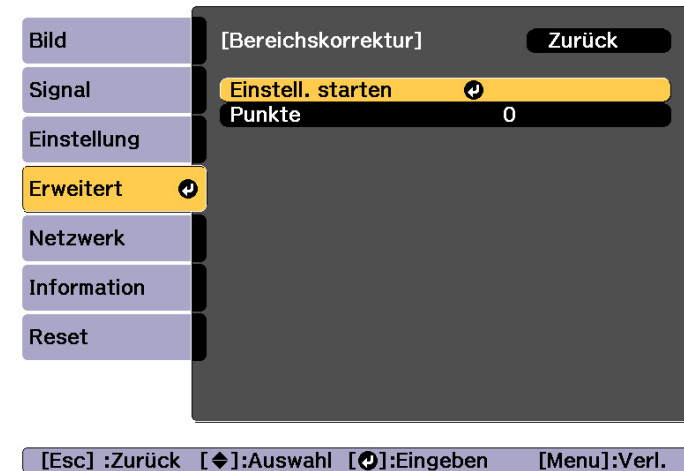 Bild
Signal
Einstellung
Erweitert
Netzwerk
Information
Reset
[Bereichskorrektur] Zurück
Einstell. starten
Punkte 0
[Esc] :Zurück [ ]:Auswahl [ ]:Eingeben [Menu]:Verl.